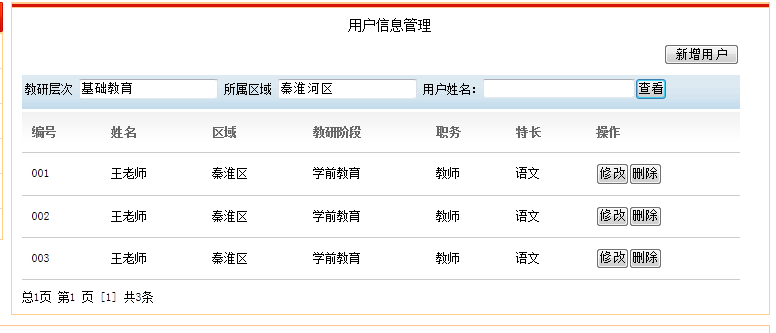 用户信息管理
新增用户
教研层次 基础教育 所属区域 秦淮河区 用户姓名: 查看
编号 姓名 区域 教研阶段 职务 特长 操作
001 王老师 秦淮区 学前教育 教师 语文 修改 删除
002 王老师 秦淮区 学前教育 教师 语文 修改 删除
003 王老师 秦淮区 学前教育 教师 语文 修改 删除
总1页 第1 页 [1] 共3条